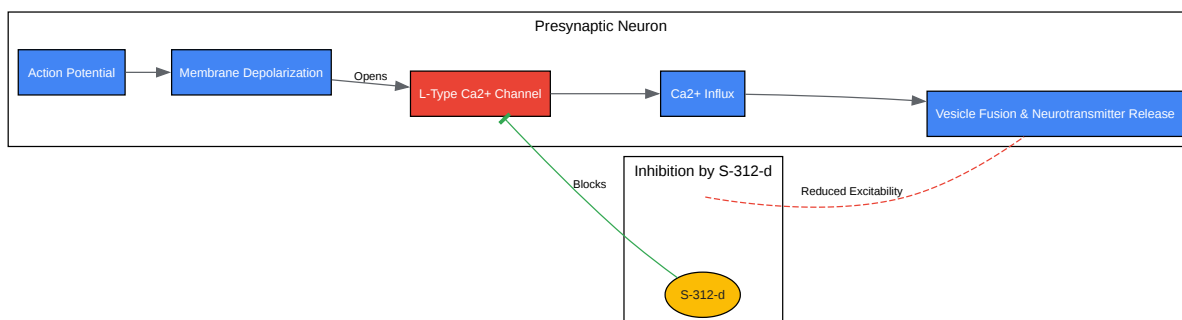 Presynaptic Neuron
Action Potential
Membrane Depolarization
Opens
L-Type Ca2+ Channel
Ca2+ Influx
Vesicle Fusion & Neurotransmitter Release
Inhibition by S-312-d
Blocks
Reduced Excitability
S-312-d